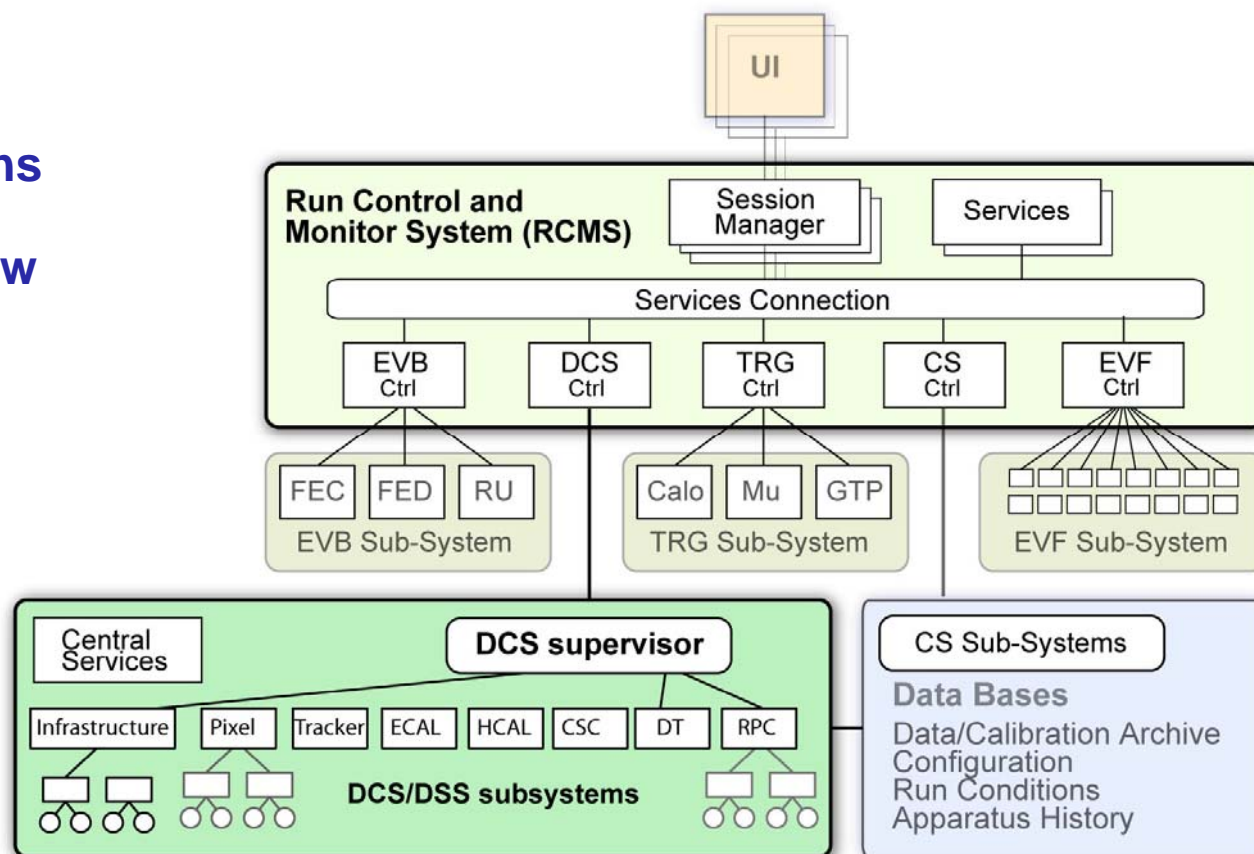 UI
ns
w
Run Control and
Monitor System (RCMS)
Session
Manager
Services
Services Connection
EVB
Ctrl
DCS
Ctrl
TRG
Ctrl
CS
Ctrl
EVF
Ctrl
FEC
FED
RU
EVB Sub-System
Calo
Mu
GTP
TRG Sub-System
EVF Sub-System
Central
Services
DCS supervisor
Infrastructure
Pixel
Tracker
ECAL
HCAL
CSC
DT
RPC
DCS/DSS subsystems
CS Sub-Systems
Data Bases
Data/Calibration Archive
Configuration
Run Conditions
Apparatus History